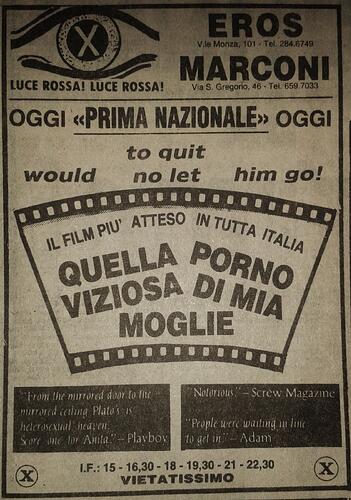 X
LUCE ROSSA! LUCE ROSSA!
EROS
V.le Monza, 101 - Tel. 284.6749
MARCONI
Via S. Gregorio, 46 - Tel. 659.7033
OGGI «PRIMA NAZIONALE» OGGI
to quit
would no let him go!
IL FILM PIU' ATTESO IN TUTTA ITALIA
QUELLA PORNO
VIZIOSA DI MIA
MOGLIE
"From the mirrored door to the
mirrored ceiling Plato's is
heterosexual heaven.
Score one for Anita." – Playboy
"Notorious." – Screw Magazine
"People were waiting in line
to get in." – Adam
I.F.: 15 - 16,30 - 18 - 19,30 - 21 - 22,30
VIETATISSIMO
X
X